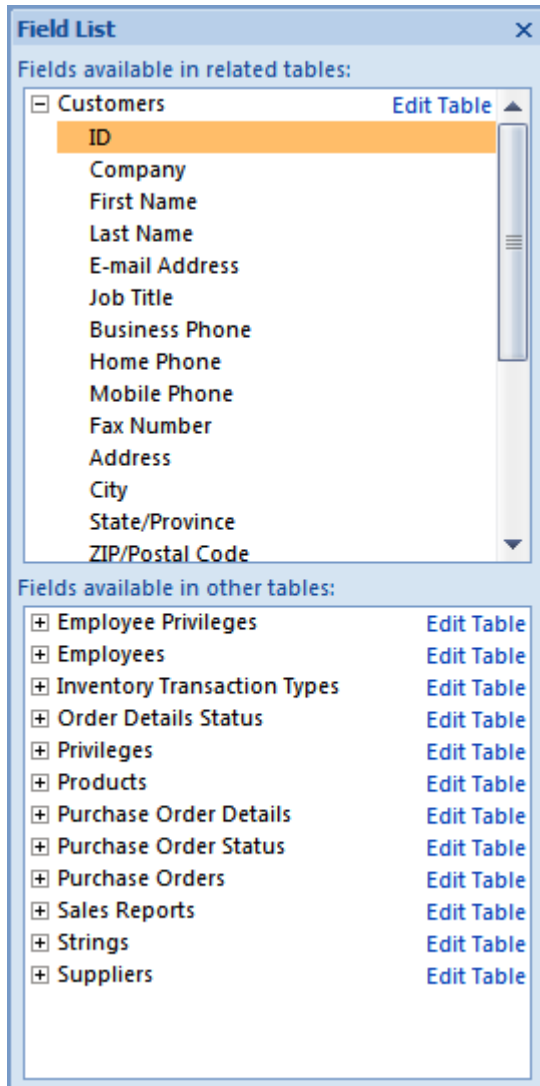 Field List
Fields available in related tables:
Customers Edit Table
ID
Company
First Name
Last Name
E-mail Address
Job Title
Business Phone
Home Phone
Mobile Phone
Fax Number
Address
City
State/Province
ZIP/Postal Code
Fields available in other tables:
Employee Privileges Edit Table
Employees Edit Table
Inventory Transaction Types Edit Table
Order Details Status Edit Table
Privileges Edit Table
Products Edit Table
Purchase Order Details Edit Table
Purchase Order Status Edit Table
Purchase Orders Edit Table
Sales Reports Edit Table
Strings Edit Table
Suppliers Edit Table